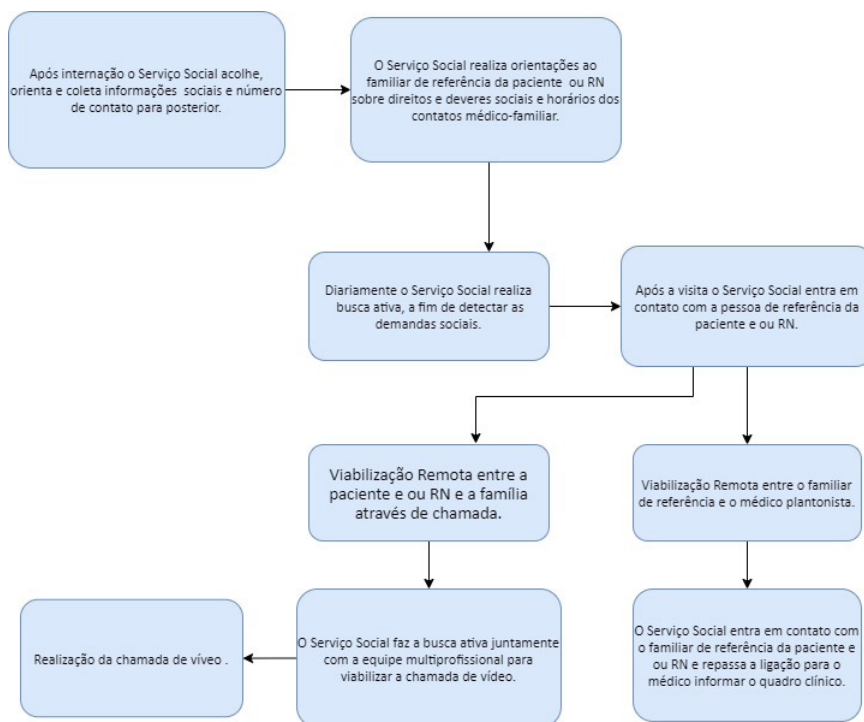 Após internação o Serviço Social acolhe,
orienta e coleta informações sociais e número
de contato para posterior.
O Serviço Social realiza orientações ao
familiar de referência da paciente ou RN
sobre direitos e deveres sociais e horários dos
contatos médico-familiar.
Diariamente o Serviço Social realiza
busca ativa, a fim de detectar as
demandas sociais.
Após a visita o Serviço Social entra em
contato com a pessoa de referência da
paciente e ou RN.
Viabilização Remota entre a
paciente e ou RN e a família
através de chamada.
Viabilização Remota entre o familiar
de referência e o médico plantonista.
Realização da chamada de víveo .
O Serviço Social faz a busca ativa juntamente
com a equipe multiprofissional para
viabilizar a chamada de vídeo.
O Serviço Social entra em contato com
o familiar de referência da paciente e
ou RN e repassa a ligação para o
médico informar o quadro clínico.